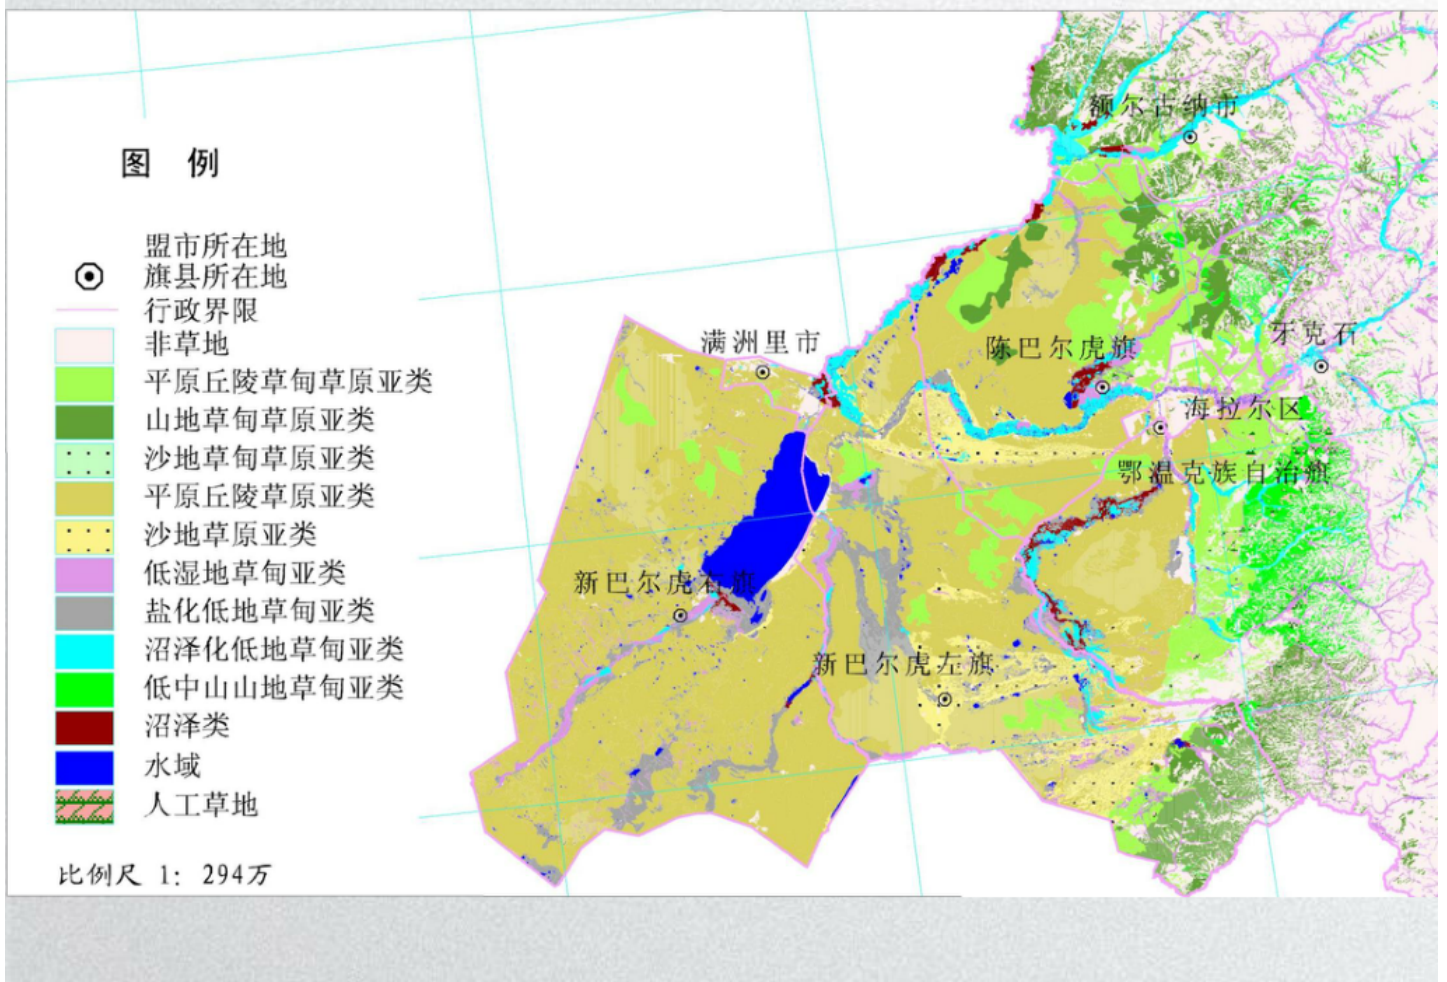 图 例
盟市所在地
旗县所在地
行政界限
非草地
平原丘陵草甸草原亚类
山地草甸草原亚类
沙地草甸草原亚类
平原丘陵草原亚类
沙地草原亚类
低湿地草甸亚类
盐化低地草甸亚类
沼泽化低地草甸亚类
低中山山地草甸亚类
沼泽类
水域
人工草地
比例尺 1：294万
额尔古纳市
满洲里市
陈巴尔虎旗
牙克石
海拉尔区
鄂温克族自治旗
新巴尔虎右旗
新巴尔虎左旗